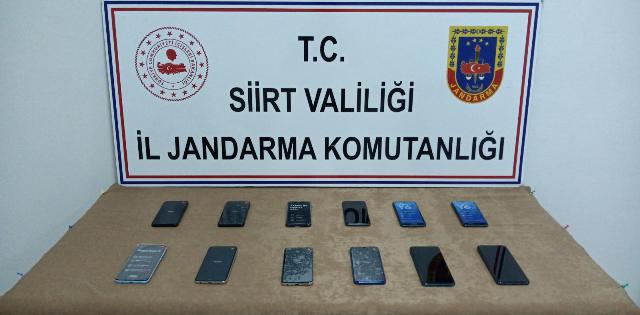 T.C.
SİİRT VALİLİĞİ
İL JANDARMA KOMUTANLIĞI
JANDARMA